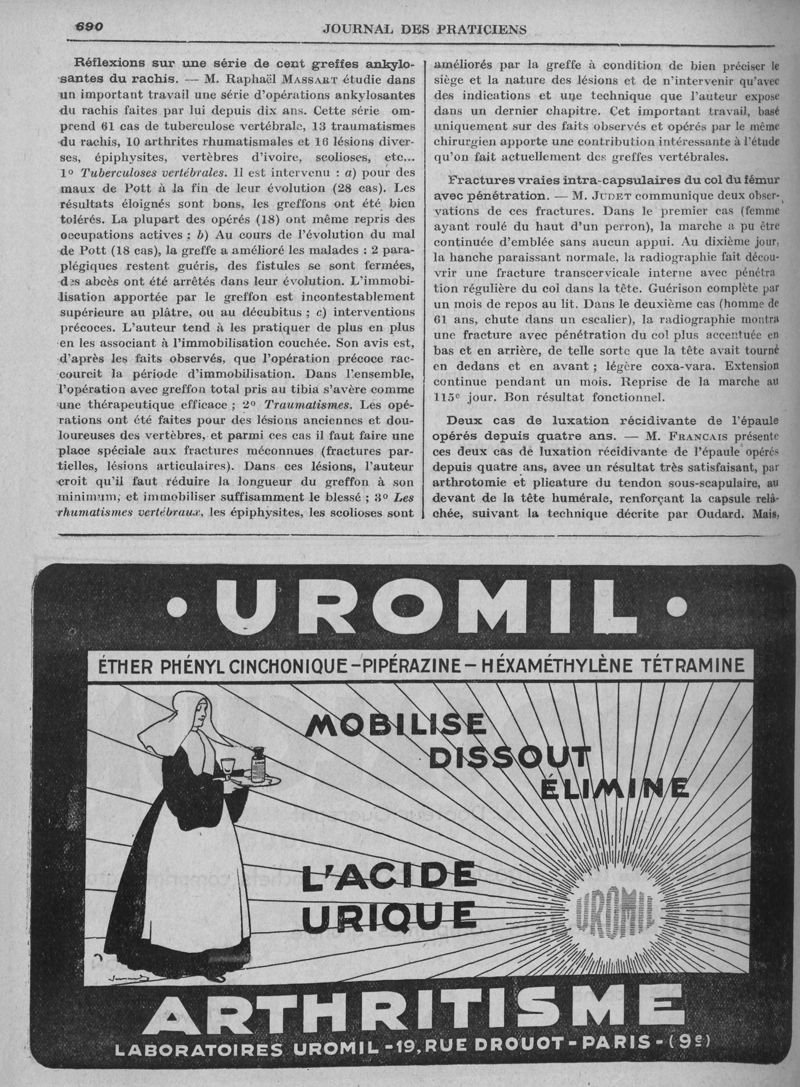 690
JOURNAL DES PRATICIENS
Réflexions sur une série de cent greffes ankylo-
santes du rachis. — M. Raphaël MASSART étudie dans
un important travail une série d'opérations ankylosantes
du rachis faites par lui depuis dix ans. Cette série om-
prend 61 cas de tuberculose vertébrale, 13 traumatismes
du rachis, 10 arthrites rhumatismales et 16 lésions diver-
ses, épiphysites, vertèbres d'ivoire, scolioses, etc...
1º Tuberculoses vertébrales. Il est intervenu : a) pour des
maux de Pott à la fin de leur évolution (28 cas). Les
résultats éloignés sont bons, les greffons ont été bien
tolérés. La plupart des opérés (18) ont même repris des
occupations actives ; b) Au cours de l'évolution du mal
de Pott (18 cas), la greffe a amélioré les malades : 2 para-
plégiques restent guéris, des fistules se sont fermées,
des abcès ont été arrêtés dans leur évolution. L'immobi-
lisation apportée par le greffon est incontestablement
supérieure au plâtre, ou au décubitus ; c) interventions
précoces. L'auteur tend à les pratiquer de plus en plus
en les associant à l'immobilisation couchée. Son avis est,
d'après les faits observés, que l'opération précoce rac-
courcit la période d'immobilisation. Dans l'ensemble,
l'opération avec greffon total pris au tibia s'avère comme
une thérapeutique efficace ; 2º Traumatismes. Les opé-
rations ont été faites pour des lésions anciennes et dou-
loureuses des vertèbres, et parmi ces cas il faut faire une
place spéciale aux fractures méconnues (fractures par-
tielles, lésions articulaires). Dans ces lésions, l'auteur
croit qu'il faut réduire la longueur du greffon à son
minimum, et immobiliser suffisamment le blessé ; 3º Les
rhumatismes vertébraux, les épiphysites, les scolioses sont
améliorés par la greffe à condition de bien préciser le
siège et la nature des lésions et de n'intervenir qu'avec
des indications et une technique que l'auteur expose
dans un dernier chapitre. Cet important travail, basé
uniquement sur des faits observés et opérés par le même
chirurgien apporte une contribution intéressante à l'étude
qu'on fait actuellement des greffes vertébrales.
Fractures vraies intra-capsulaires du col du fémur
avec pénétration. — M. JUDET communique deux obser-
vations de ces fractures. Dans le premier cas (femme
ayant roulé du haut d'un perron), la marche a pu être
continuée d'emblée sans aucun appui. Au dixième jour,
la hanche paraissant normale, la radiographie fait décou-
vrir une fracture transcervicale interne avec pénétra
tion régulière du col dans la tête. Guérison complète par
un mois de repos au lit. Dans le deuxième cas (homme de
61 ans, chute dans un escalier), la radiographie montra
une fracture avec pénétration du col plus accentuée en
bas et en arrière, de telle sorte que la tête avait tourné
en dedans et en avant ; légère coxa-vara. Extension
continue pendant un mois. Reprise de la marche au
115e jour. Bon résultat fonctionnel.
Deux cas de luxation récidivante de l'épaule
opérés depuis quatre ans. — M. FRANCAIS présente
ces deux cas de luxation récidivante de l'épaule opérés
depuis quatre ans, avec un résultat très satisfaisant, par
arthrotomie et plicature du tendon sous-scapulaire, au
devant de la tête humérale, renforçant la capsule relâ-
chée, suivant la technique décrite par Oudard. Mais,
• UROMIL •
ÉTHER PHÉNYL CINCHONIQUE - PIPÉRAZINE - HÉXAMÉTHYLÈNE TÉTRAMINE
MOBILISE
DISSOUT
ÉLIMINE
L'ACIDE
URIQUE
UROMIL
ARTHRITISME
LABORATOIRES UROMIL - 19, RUE DROUOT - PARIS - (9e)